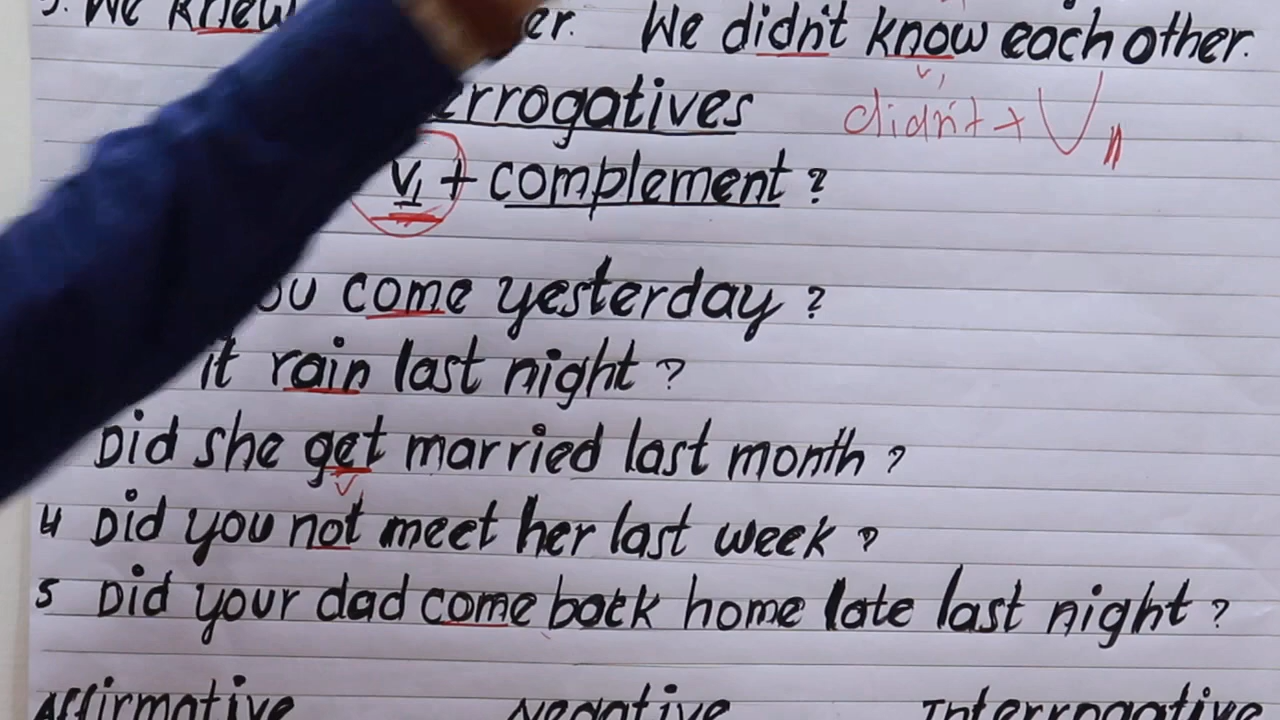 We knew er. We didn't know each other.
didn't + V₁
errogatives
V₁ + complement ?
ou come yesterday ?
it rain last night ?
Did she get married last month ?
4 Did you not meet her last week ?
5 Did your dad come back home late last night ?
Affirmative Negative Interrogative